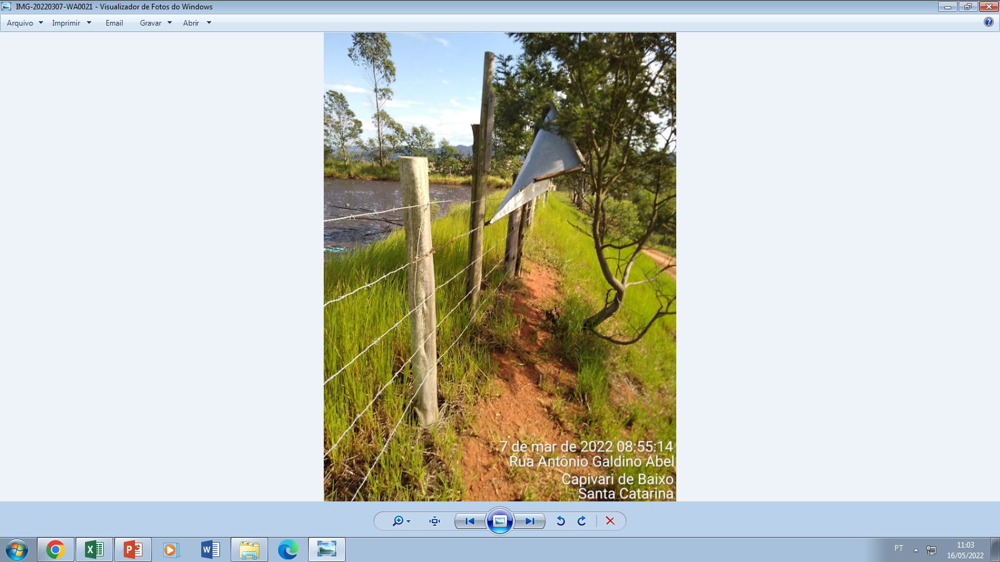 IMG-20220307-WA0021 - Visualizador de Fotos do Windows
Arquivo Imprimir Email Gravar Abrir
7 de mar de 2022 08:55:14
Rua Antônio Galdino Abel
Capivari de Baixo
Santa Catarina
PT
11:03
16/05/2022